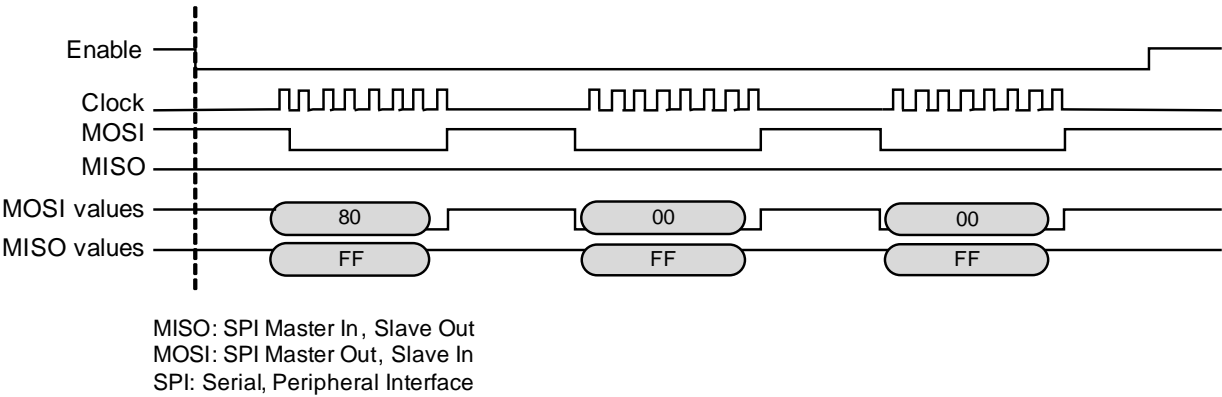 Enable
Clock
MOSI
MISO
MOSI values 80 00 00
MISO values FF FF FF
MISO: SPI Master In, Slave Out
MOSI: SPI Master Out, Slave In
SPI: Serial, Peripheral Interface